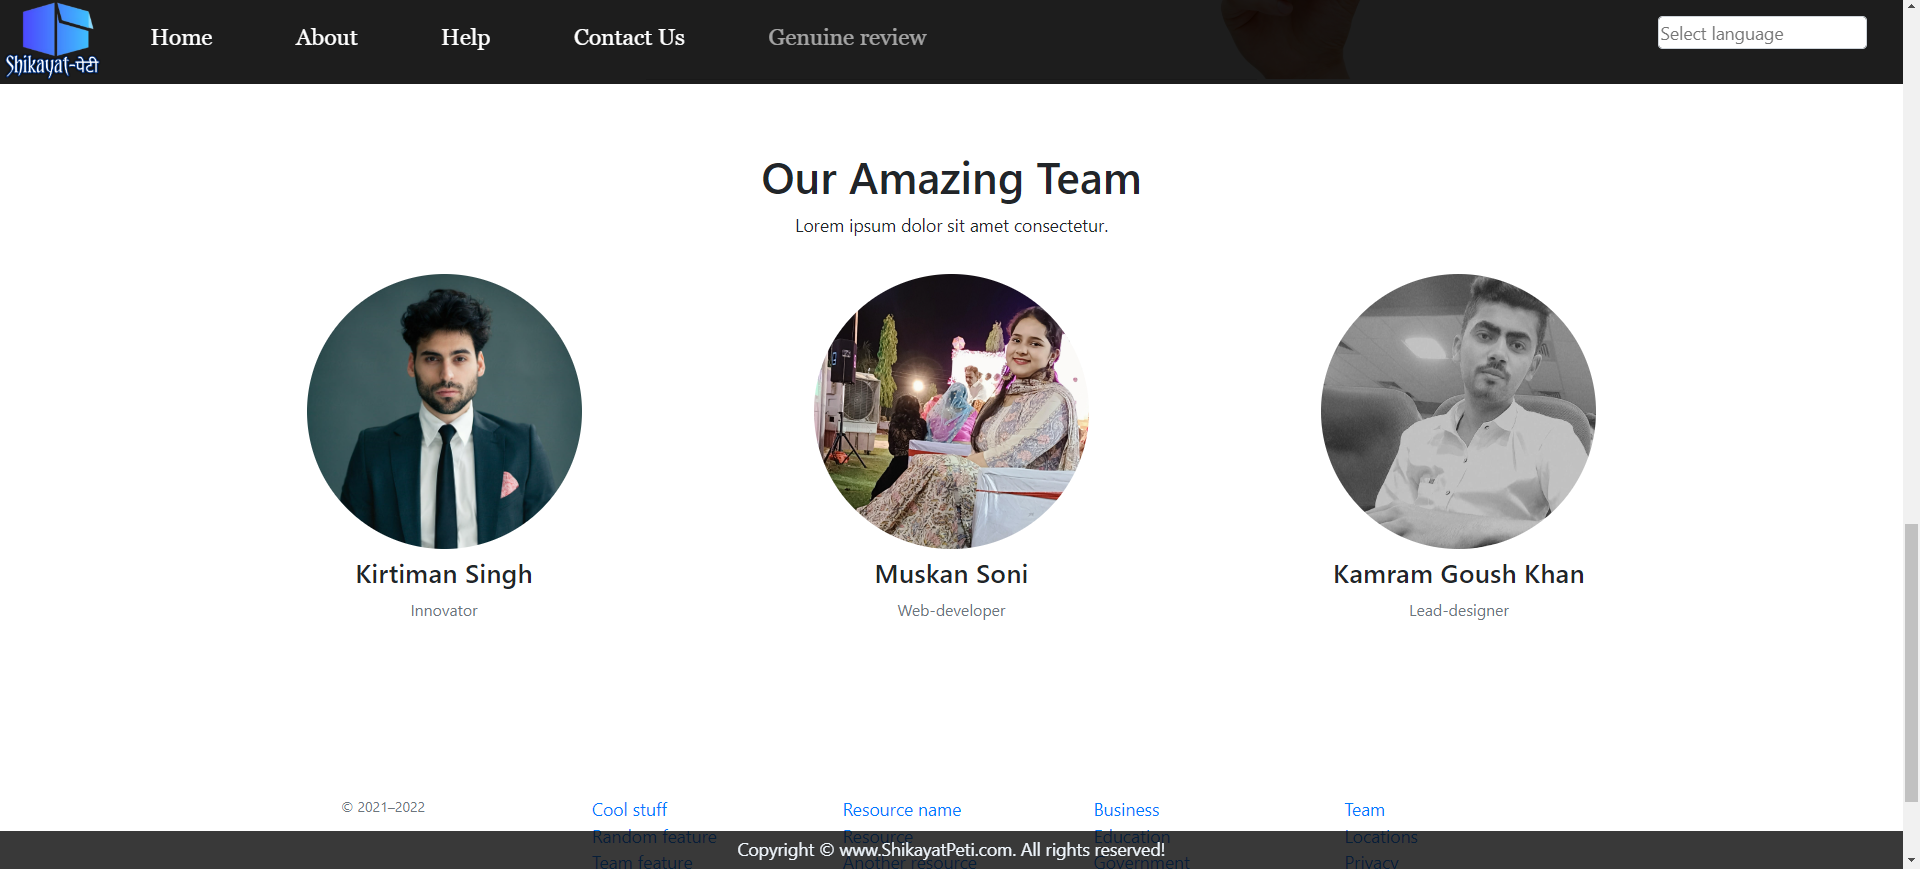 Shikayat-पेटी
Home About Help Contact Us Genuine review
Select language
Our Amazing Team
Lorem ipsum dolor sit amet consectetur.
Kirtiman Singh
Innovator
Muskan Soni
Web-developer
Kamram Goush Khan
Lead-designer
© 2021–2022
Cool stuff
Random feature
Team feature
Resource name
Resource
Another resource
Business
Education
Government
Team
Locations
Privacy
Copyright © www.ShikayatPeti.com. All rights reserved!